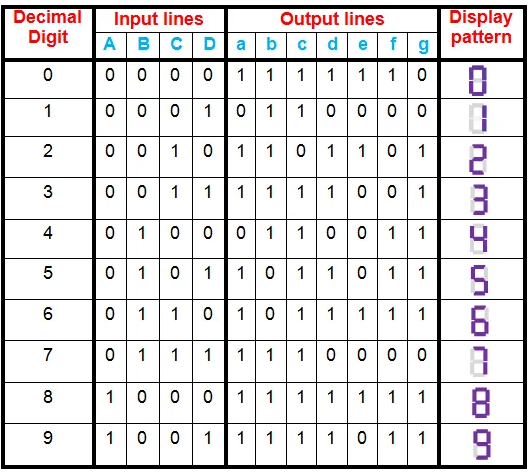 Decimal Digit Input lines Output lines Display pattern
A B C D a b c d e f g
0 0 0 0 0 1 1 1 1 1 1 0 0
1 0 0 0 1 0 1 1 0 0 0 0 1
2 0 0 1 0 1 1 0 1 1 0 1 2
3 0 0 1 1 1 1 1 1 0 0 1 3
4 0 1 0 0 0 1 1 0 0 1 1 4
5 0 1 0 1 1 0 1 1 0 1 1 5
6 0 1 1 0 1 0 1 1 1 1 1 6
7 0 1 1 1 1 1 1 0 0 0 0 7
8 1 0 0 0 1 1 1 1 1 1 1 8
9 1 0 0 1 1 1 1 1 0 1 1 9